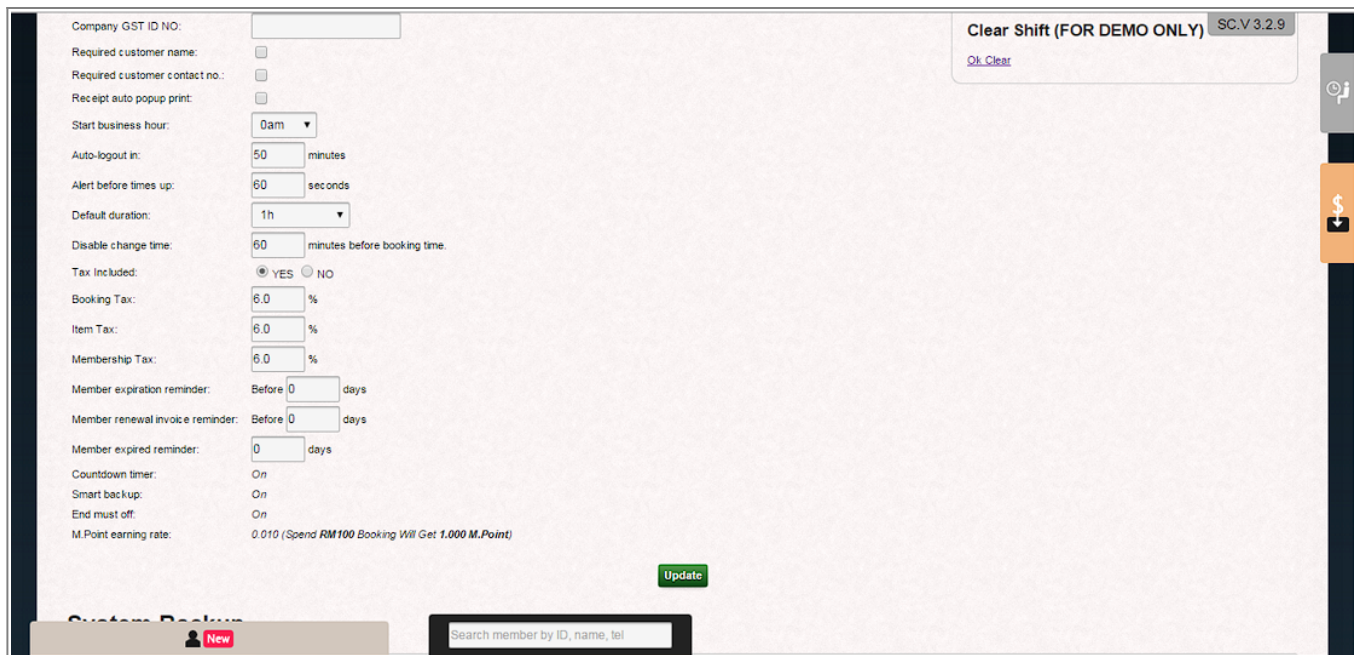 Company GST ID NO:
Required customer name:
Required customer contact no.:
Receipt auto popup print:
Start business hour: 0am
Auto-logout in: 50 minutes
Alert before times up: 60 seconds
Default duration: 1h
Disable change time: 60 minutes before booking time.
Tax Included: YES NO
Booking Tax: 6.0 %
Item Tax: 6.0 %
Membership Tax: 6.0 %
Member expiration reminder: Before 0 days
Member renewal invoice reminder: Before 0 days
Member expired reminder: 0 days
Countdown timer: On
Smart backup: On
End must off: On
M.Point earning rate: 0.010 (Spend RM100 Booking Will Get 1.000 M.Point)
Update
System Backup
New
Search member by ID, name, tel
Clear Shift (FOR DEMO ONLY)
SC.V 3.2.9
Ok Clear
$